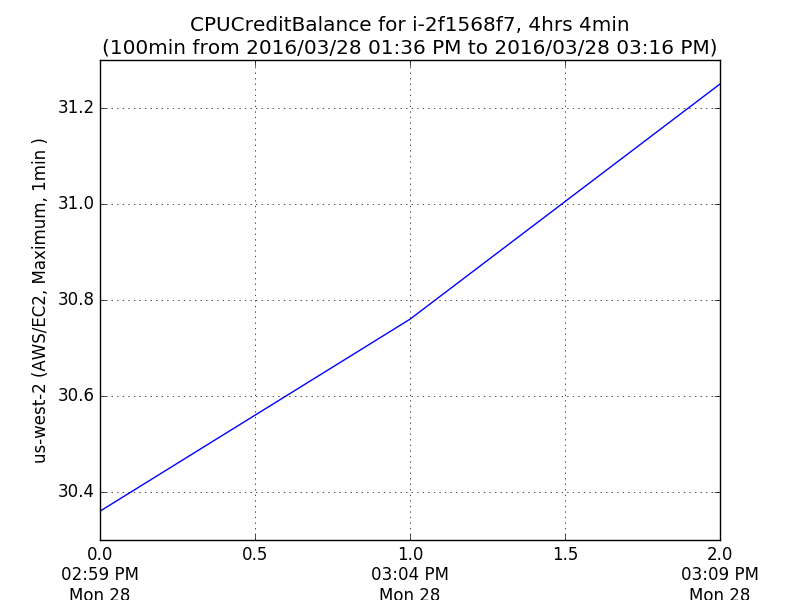 CPUCreditBalance for i-2f1568f7, 4hrs 4min
(100min from 2016/03/28 01:36 PM to 2016/03/28 03:16 PM)
us-west-2 (AWS/EC2, Maximum, 1min )
31.2
31.0
30.8
30.6
30.4
0.0 0.5 1.0 1.5 2.0
02:59 PM 03:04 PM 03:09 PM
Mon 28 Mon 28 Mon 28